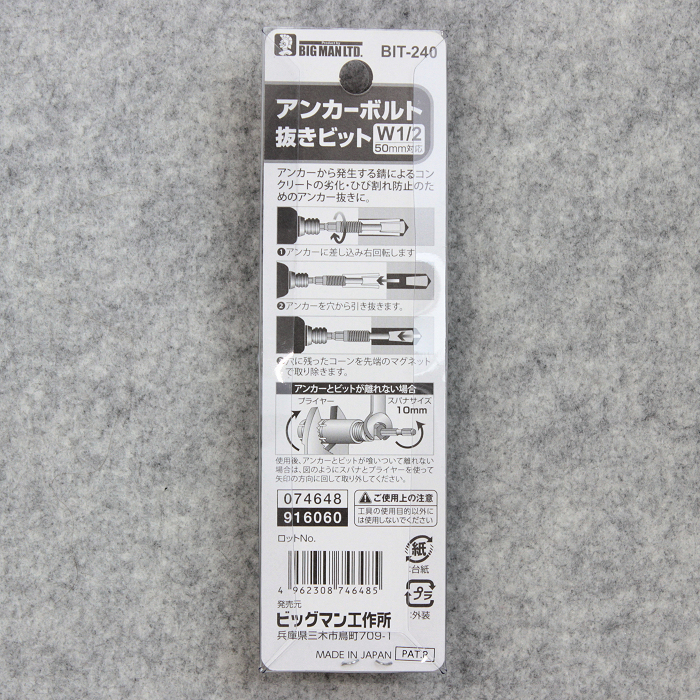 BIG MAN LTD. BIT-240
アンカーボルト
抜きビット W1/2
50mm対応
アンカーから発生する錆によるコン
クリートの劣化・ひび割れ防止のた
めのアンカー抜きに。
❶アンカーに差し込み右回転します
❷アンカーを穴から引き抜きます。
穴に残ったコーンを先端のマグネット
で取り除きます。
アンカーとビットが離れない場合
プライヤー スパナサイズ
10mm
使用後、アンカーとビットが喰いついて離れない
場合は、図のようにスパナとプライヤーを使って
矢印の方向に回して取り外してください。
074648
916060
ご使用上の注意
工具の使用目的以外に
は使用しないでください
ロットNo.
4 962308 746485
紙
台紙
プラ
外装
発売元
ビッグマン工作所
兵庫県三木市鳥町709-1
MADE IN JAPAN PAT.P